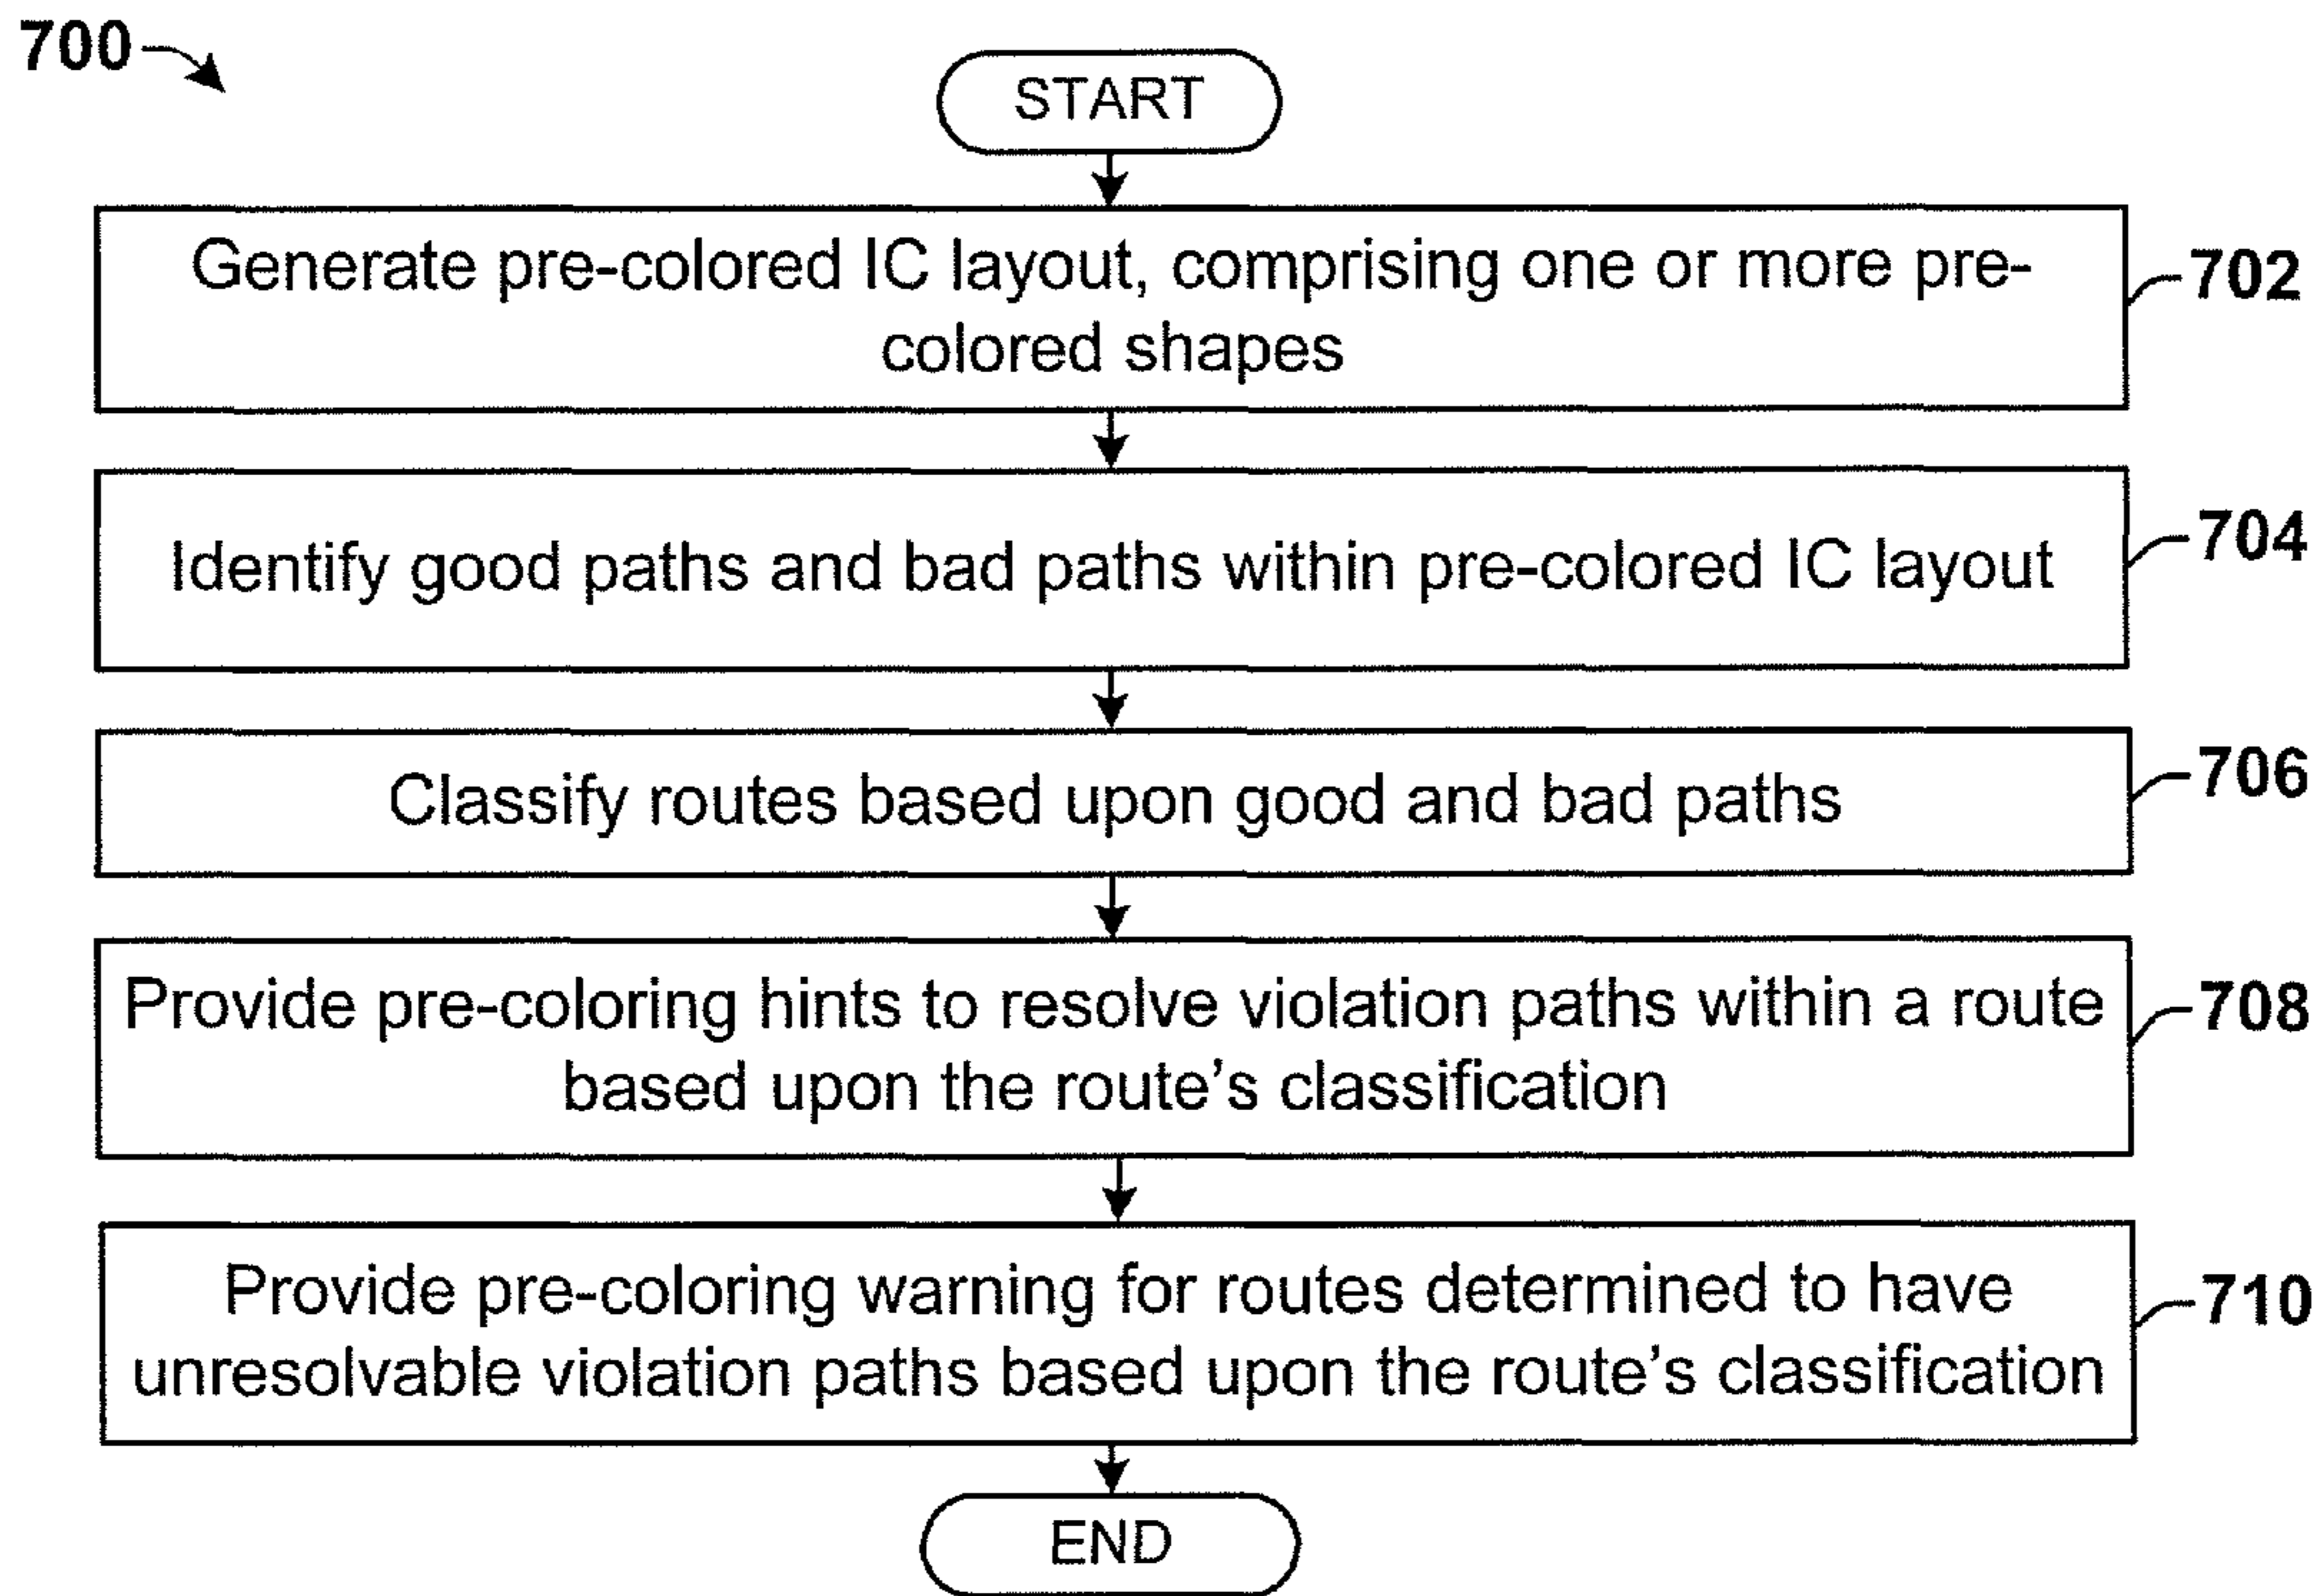 700
START
Generate pre-colored IC layout, comprising one or more pre-
colored shapes
702
Identify good paths and bad paths within pre-colored IC layout
704
Classify routes based upon good and bad paths
706
Provide pre-coloring hints to resolve violation paths within a route
based upon the route's classification
708
Provide pre-coloring warning for routes determined to have
unresolvable violation paths based upon the route's classification
710
END